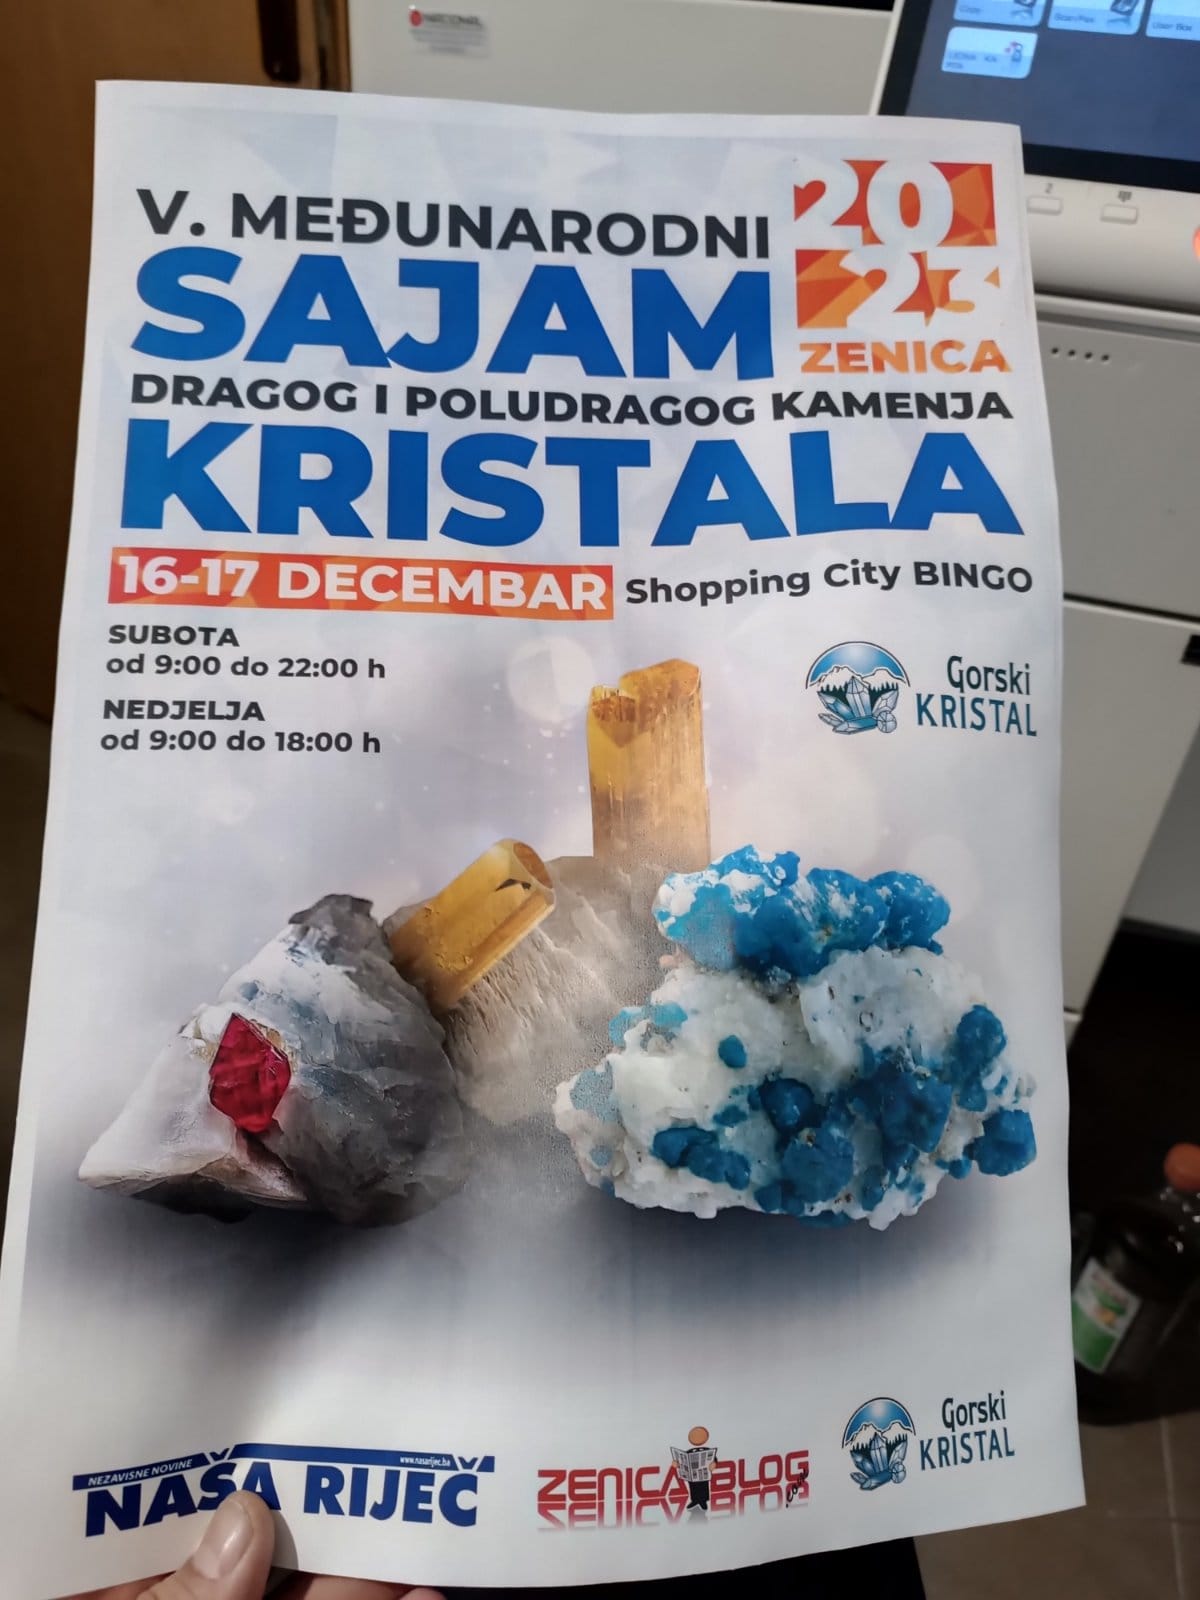 V. MEĐUNARODNI
SAJAM
2023
ZENICA
DRAGOG I POLUDRAGOG KAMENJA
KRISTALA
16-17 DECEMBAR
Shopping City BINGO
SUBOTA
od 9:00 do 22:00 h
NEDJELJA
od 9:00 do 18:00 h
Gorski
KRISTAL
NEZAVISNE NOVINE
www.nasarijec.ba
NAŠA RIJEČ
ZENICABLOG
.com
Gorski
KRISTAL